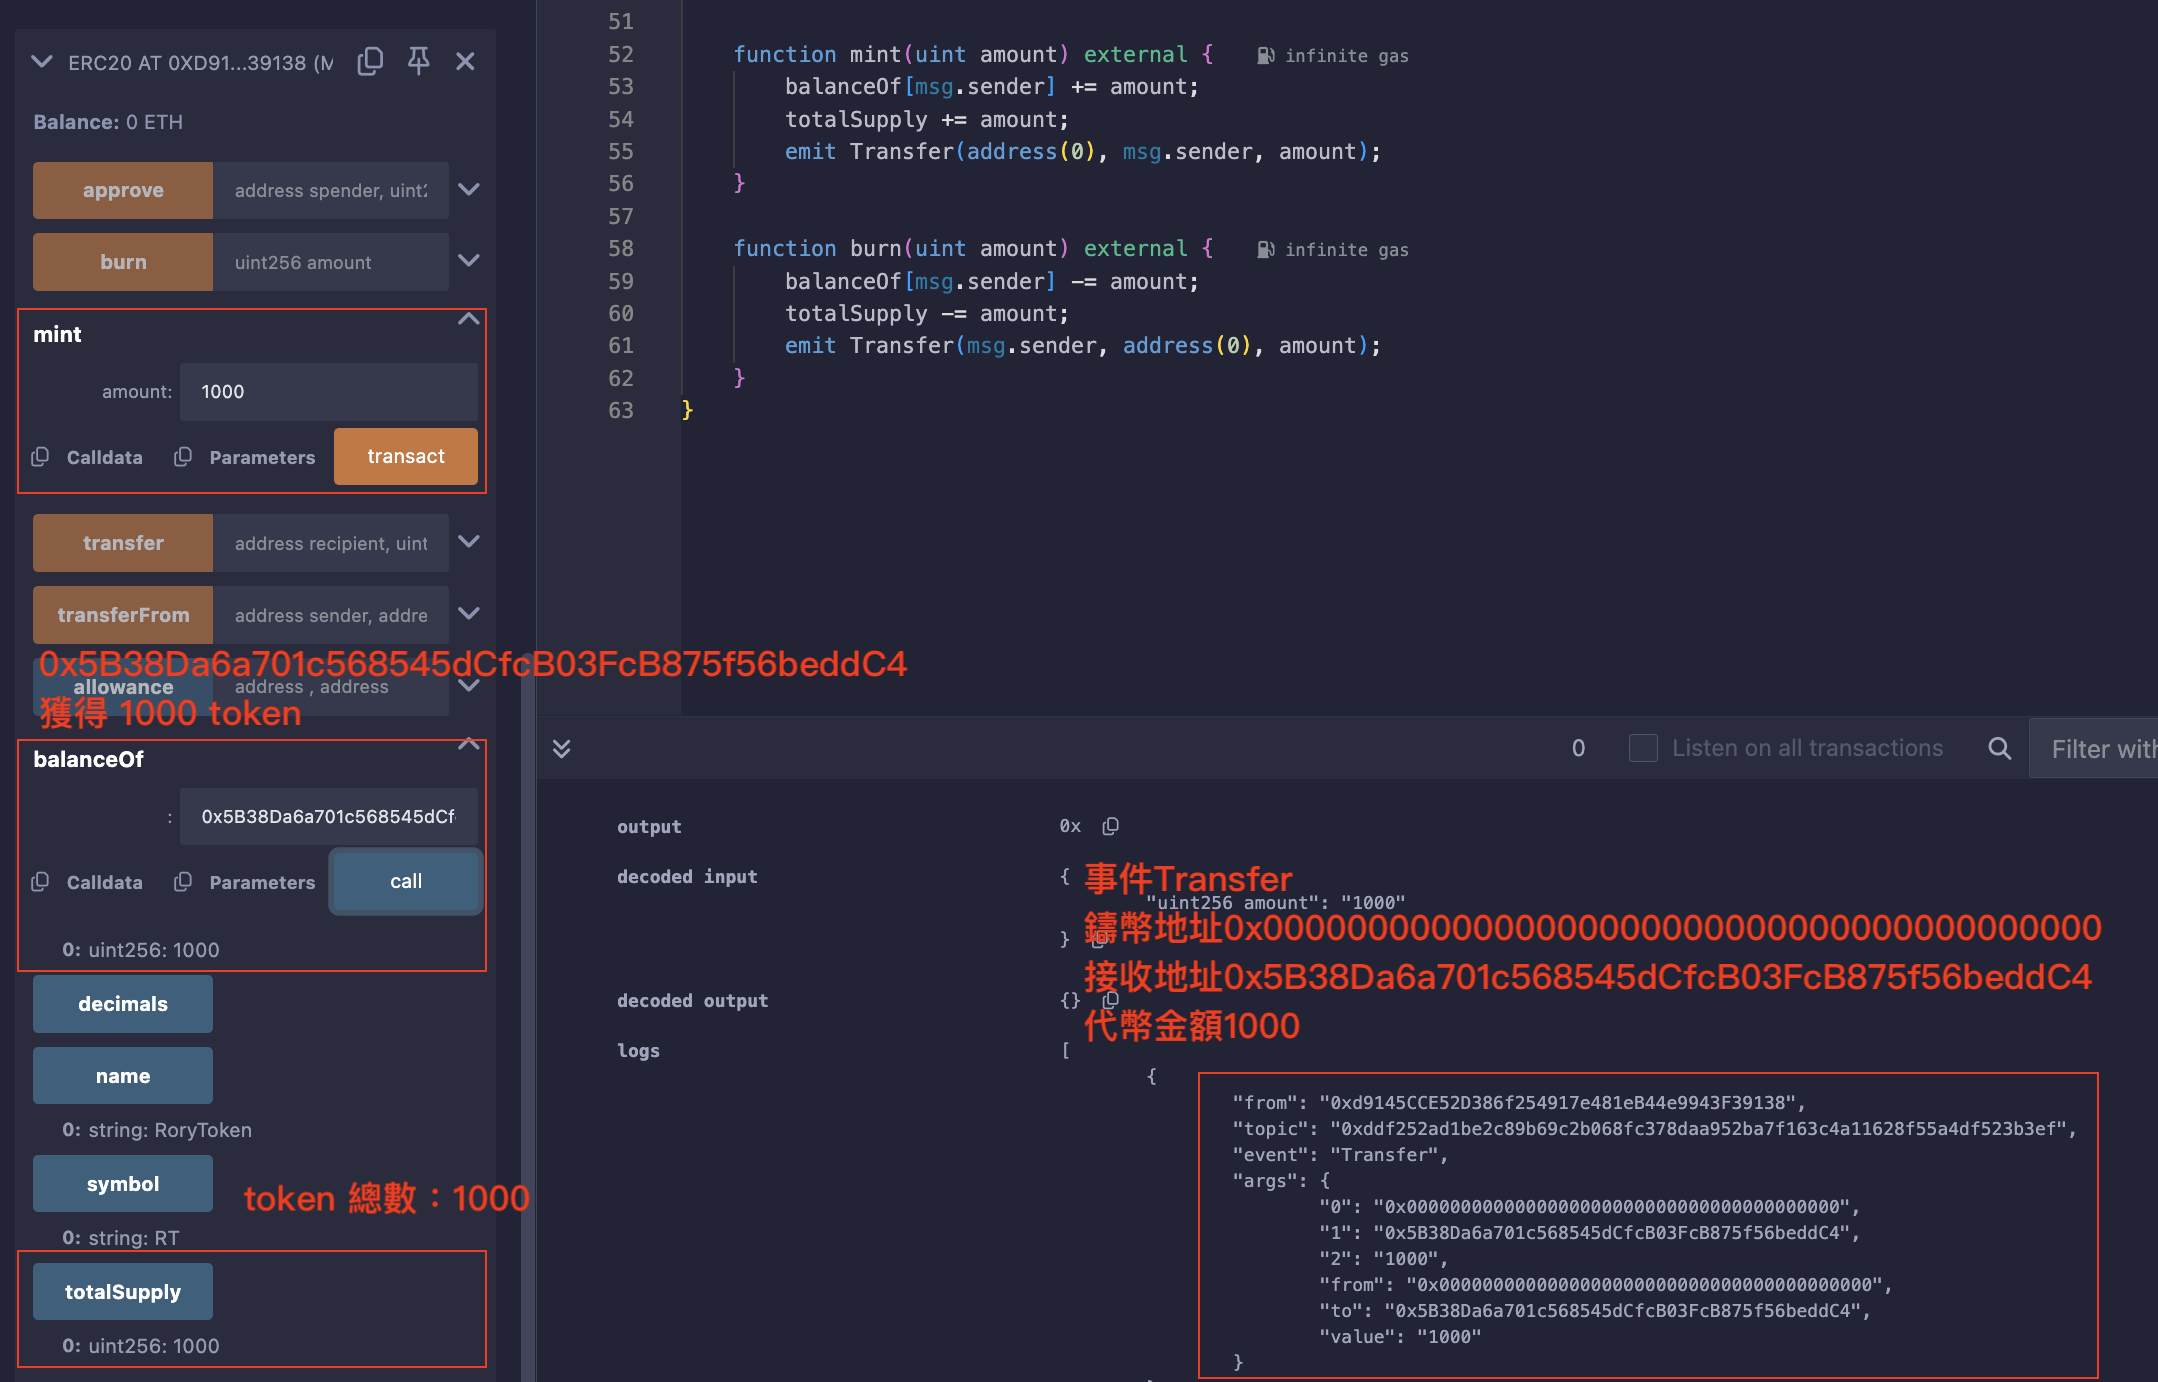 ERC20 AT 0XD91...39138 (M
Balance: 0 ETH
approve
address spender, uint2
burn
uint256 amount
mint
amount:
1000
Calldata
Parameters
transact
transfer
address recipient, uint
transferFrom
address sender, addre
0x5B38Da6a701c568545dCfcB03FcB875f56beddC4
allowance
address , address
獲得 1000 token
balanceOf
:
0x5B38Da6a701c568545dCf
Calldata
Parameters
call
0: uint256: 1000
decimals
name
0: string: RoryToken
symbol
token 總數：1000
0: string: RT
totalSupply
0: uint256: 1000
51
52 function mint(uint amount) external { infinite gas
53 balanceOf[msg.sender] += amount;
54 totalSupply += amount;
55 emit Transfer(address(0), msg.sender, amount);
56 }
57
58 function burn(uint amount) external { infinite gas
59 balanceOf[msg.sender] -= amount;
60 totalSupply -= amount;
61 emit Transfer(msg.sender, address(0), amount);
62 }
63 }
0
Listen on all transactions
Filter with
output
0x
decoded input
{
事件Transfer
"uint256 amount": "1000"
}
鑄幣地址0x0000000000000000000000000000000000000000
接收地址0x5B38Da6a701c568545dCfcB03FcB875f56beddC4
decoded output
{}
代幣金額1000
logs
[
{
"from": "0xd9145CCE52D386f254917e481eB44e9943F39138",
"topic": "0xddf252ad1be2c89b69c2b068fc378daa952ba7f163c4a11628f55a4df523b3ef",
"event": "Transfer",
"args": {
"0": "0x0000000000000000000000000000000000000000",
"1": "0x5B38Da6a701c568545dCfcB03FcB875f56beddC4",
"2": "1000",
"from": "0x0000000000000000000000000000000000000000",
"to": "0x5B38Da6a701c568545dCfcB03FcB875f56beddC4",
"value": "1000"
}